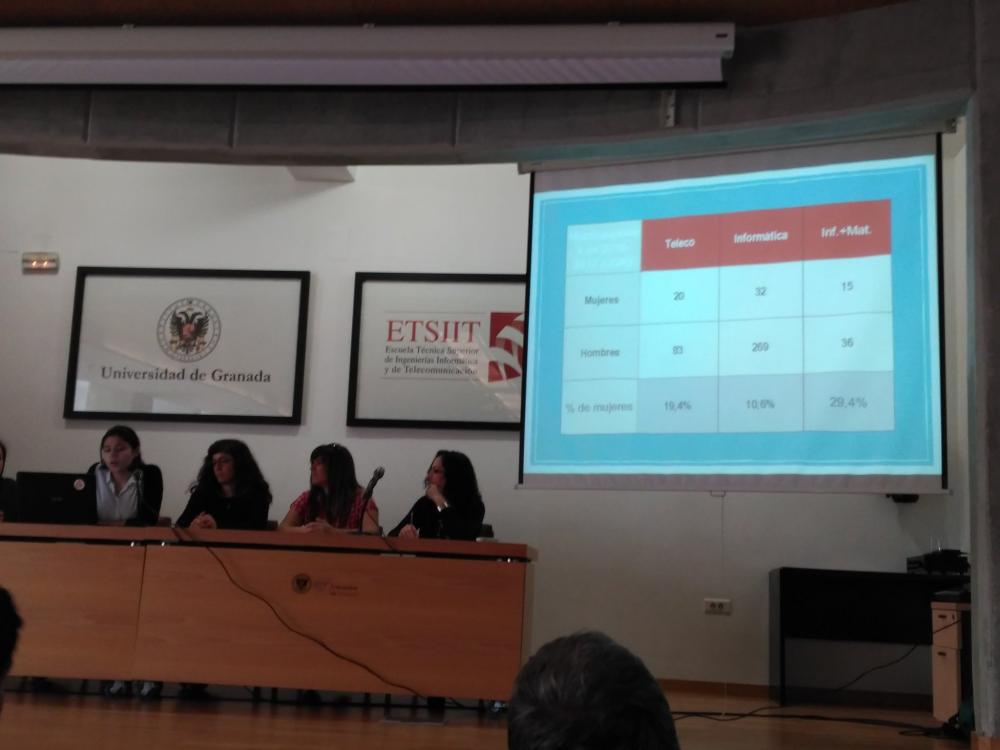 Universidad de Granada
ETSIIT
Escuela Técnica Superior
de Ingenierías Informática
y de Telecomunicación
Teleco Informática Inf.+Mat.
Mujeres 20 32 15
Hombres 83 269 36
% de mujeres 19,4% 10,6% 29,4%